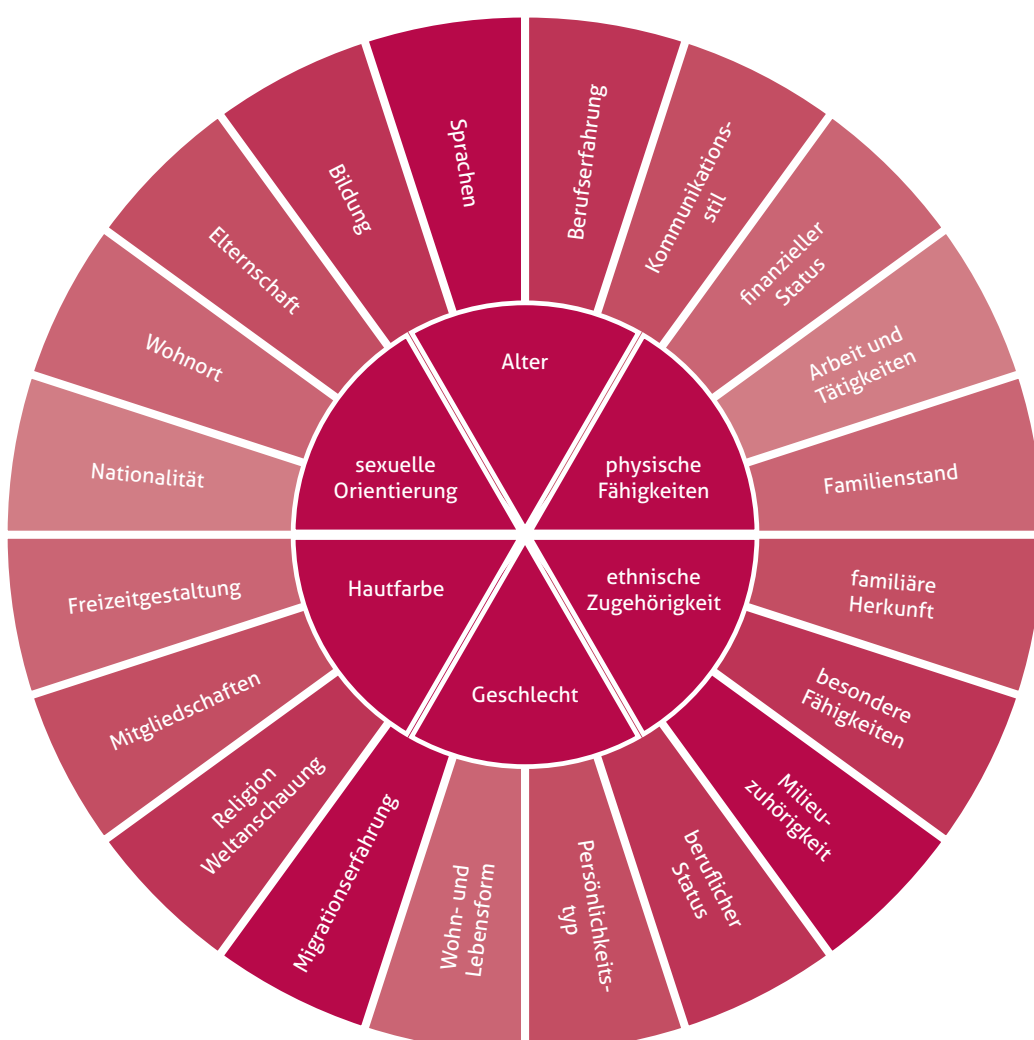 Sprachen
Berufserfahrung
Kommunikations-
stil
finanzieller
Status
Arbeit und
Tätigkeiten
Familienstand
familiäre
Herkunft
besondere
Fähigkeiten
Milieu-
zuhörigkeit
beruflicher
Status
Persönlichkeits-
typ
Wohn- und
Lebensform
Migrationserfahrung
Religion
Weltanschauung
Mitgliedschaften
Freizeitgestaltung
Nationalität
Wohnort
Elternschaft
Bildung
Alter
physische
Fähigkeiten
ethnische
Zugehörigkeit
Geschlecht
Hautfarbe
sexuelle
Orientierung